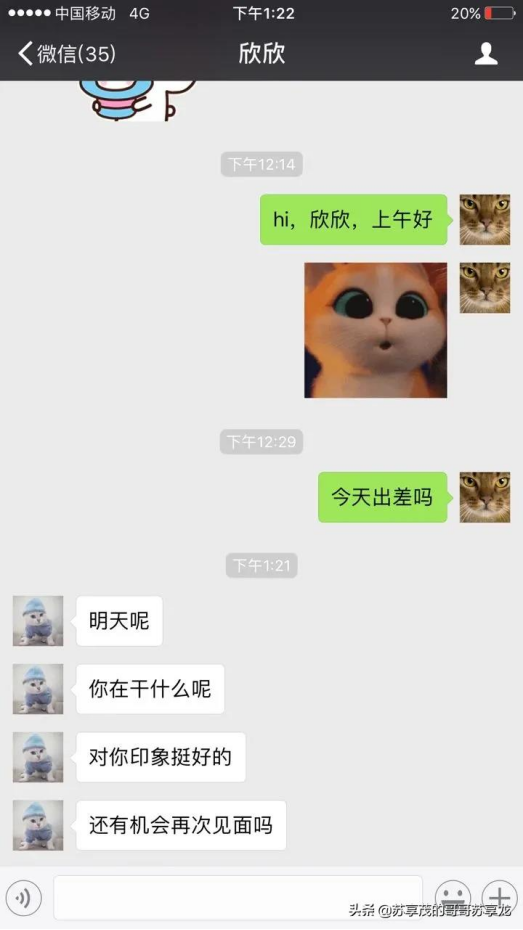 中国移动 4G 下午1:22 20%
微信(35) 欣欣
下午12:14
hi，欣欣，上午好
下午12:29
今天出差吗
下午1:21
明天呢
你在干什么呢
对你印象挺好的
还有机会再次见面吗
头条 @苏享茂的哥哥苏享龙